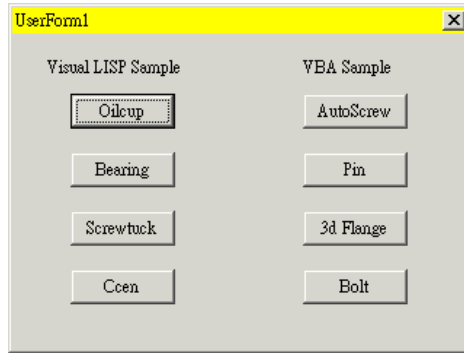 UserForm1
Visual LISP Sample VBA Sample
Oilcup AutoScrew
Bearing Pin
Screwtuck 3d Flange
Ccen Bolt